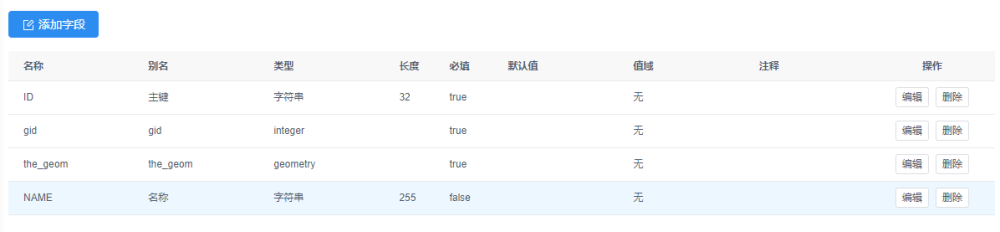 添加字段
名称 别名 类型 长度 必填 默认值 值域 注释 操作
ID 主键 字符串 32 true 无 编辑 删除
gid gid integer true 无 编辑 删除
the_geom the_geom geometry true 无 编辑 删除
NAME 名称 字符串 255 false 无 编辑 删除